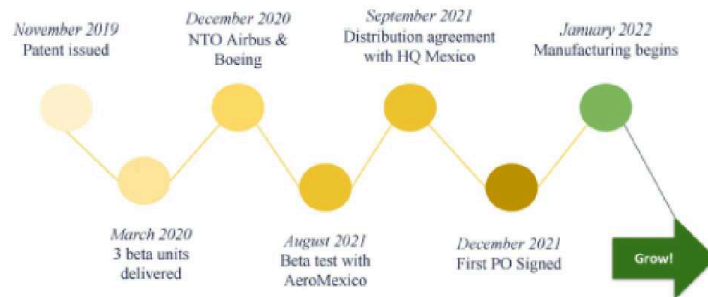 November 2019
Patent issued
March 2020
3 beta units
delivered
December 2020
NTO Airbus &
Boeing
August 2021
Beta test with
AeroMexico
September 2021
Distribution agreement
with HQ Mexico
December 2021
First PO Signed
January 2022
Manufacturing begins
Grow!